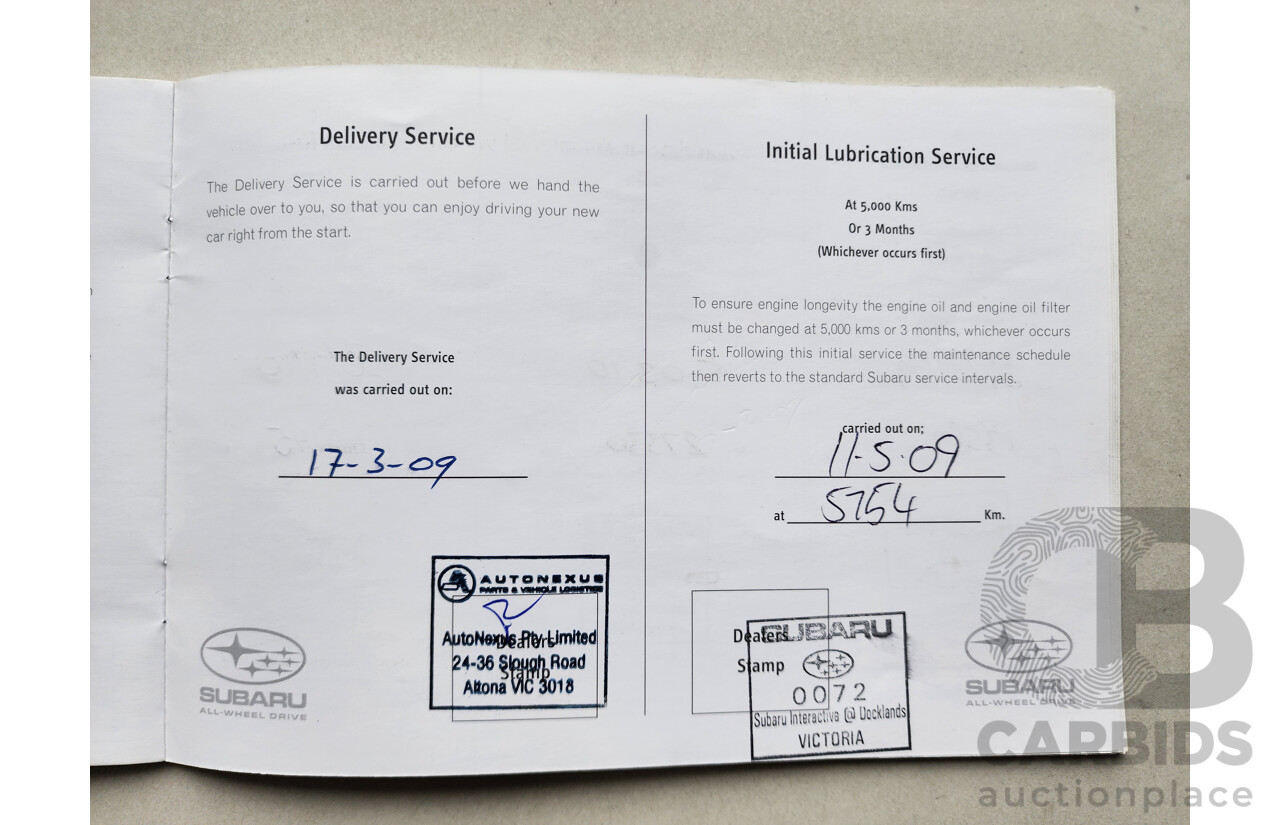 Delivery Service
The Delivery Service is carried out before we hand the
vehicle over to you, so that you can enjoy driving your new
car right from the start.
The Delivery Service
was carried out on:
17-3-09
AUTONEXUS
PARTS & VEHICLE LOGISTICS
AutoNexus Pty Limited
Dealers
24-36 Slough Road
Stamp
Altona VIC 3018
SUBARU
ALL-WHEEL DRIVE
Initial Lubrication Service
At 5,000 Kms
Or 3 Months
(Whichever occurs first)
To ensure engine longevity the engine oil and engine oil filter
must be changed at 5,000 kms or 3 months, whichever occurs
first. Following this initial service the maintenance schedule
then reverts to the standard Subaru service intervals.
carried out on;
11-5-09
at 5754 Km.
Dealers
Stamp
SUBARU
0072
Subaru Interactive @ Docklands
VICTORIA
SUBARU
ALL-WHEEL DRIVE
CB
CARBIDS
auctionplace